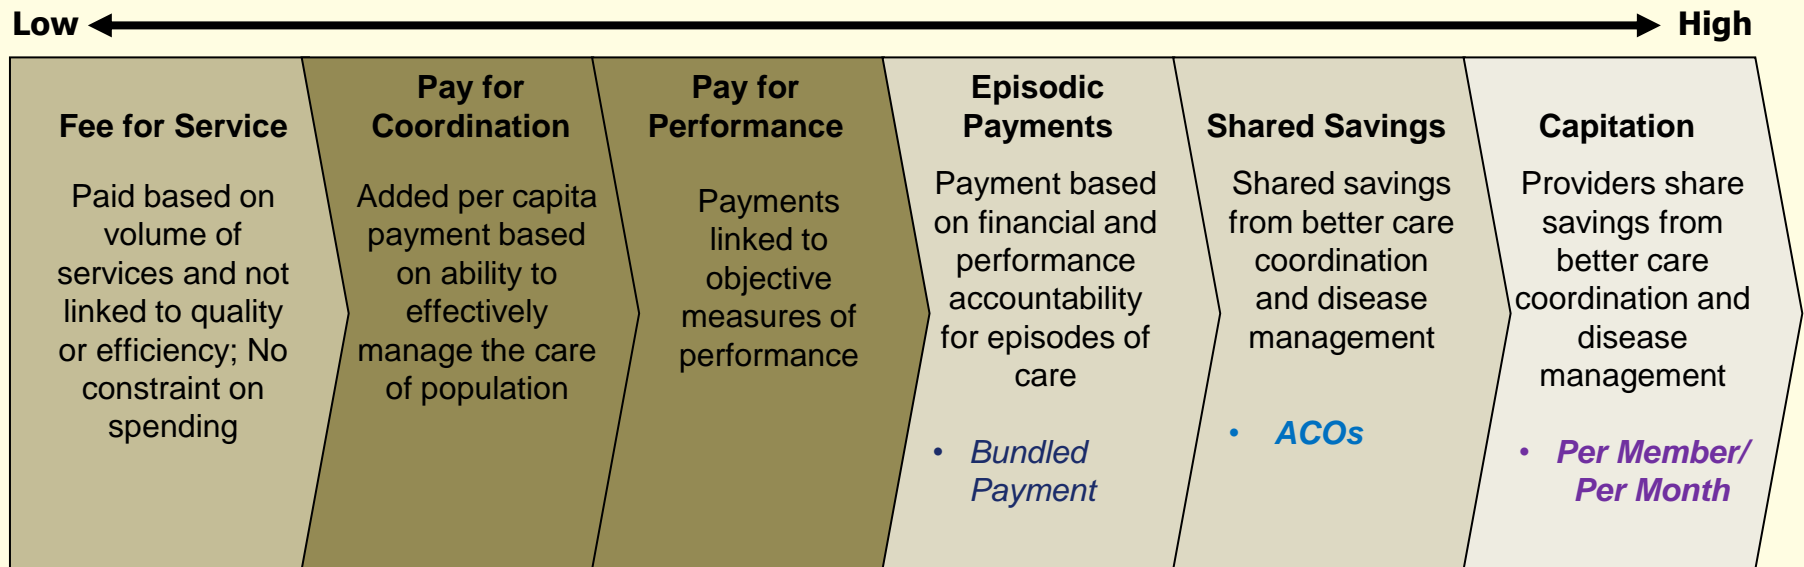 Low
High
Fee for Service
Paid based on
volume of
services and not
linked to quality
or efficiency; No
constraint on
spending
Pay for
Coordination
Added per capita
payment based
on ability to
effectively
manage the care
of population
Pay for
Performance
Payments
linked to
objective
measures of
performance
Episodic
Payments
Payment based
on financial and
performance
accountability
for episodes of
care
• Bundled
Payment
Shared Savings
Shared savings
from better care
coordination
and disease
management
• ACOs
Capitation
Providers share
savings from
better care
coordination and
disease
management
• Per Member/
Per Month